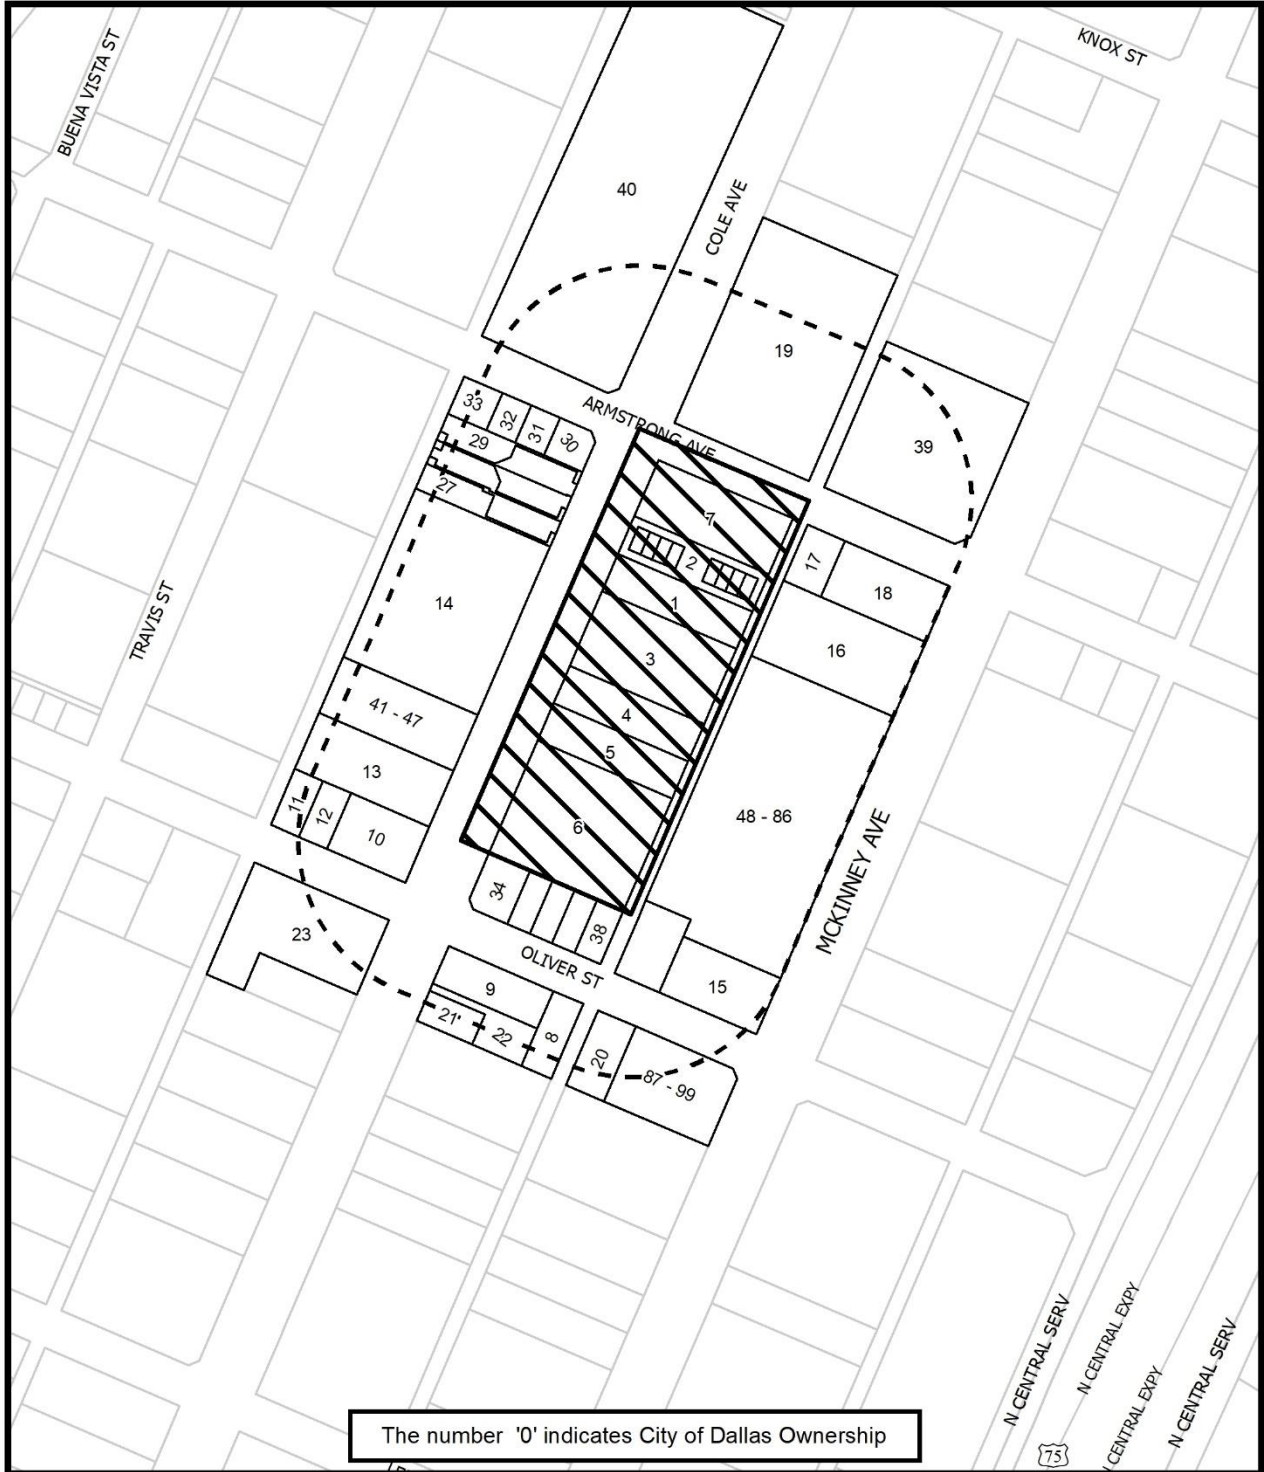 KNOX ST
BUENA VISTA ST
40
COLE AVE
19
33
32
31
30
ARMSTRONG AVE
29
39
27
7
17
2
18
1
14
16
3
TRAVIS ST
4
41 - 47
5
13
11
12
10
6
48 - 86
MCKINNEY AVE
34
38
23
OLIVER ST
9
15
21
22
8
20
87 - 99
N CENTRAL SERV
N CENTRAL EXPY
N CENTRAL EXPY
N CENTRAL SERV
The number '0' indicates City of Dallas Ownership
75